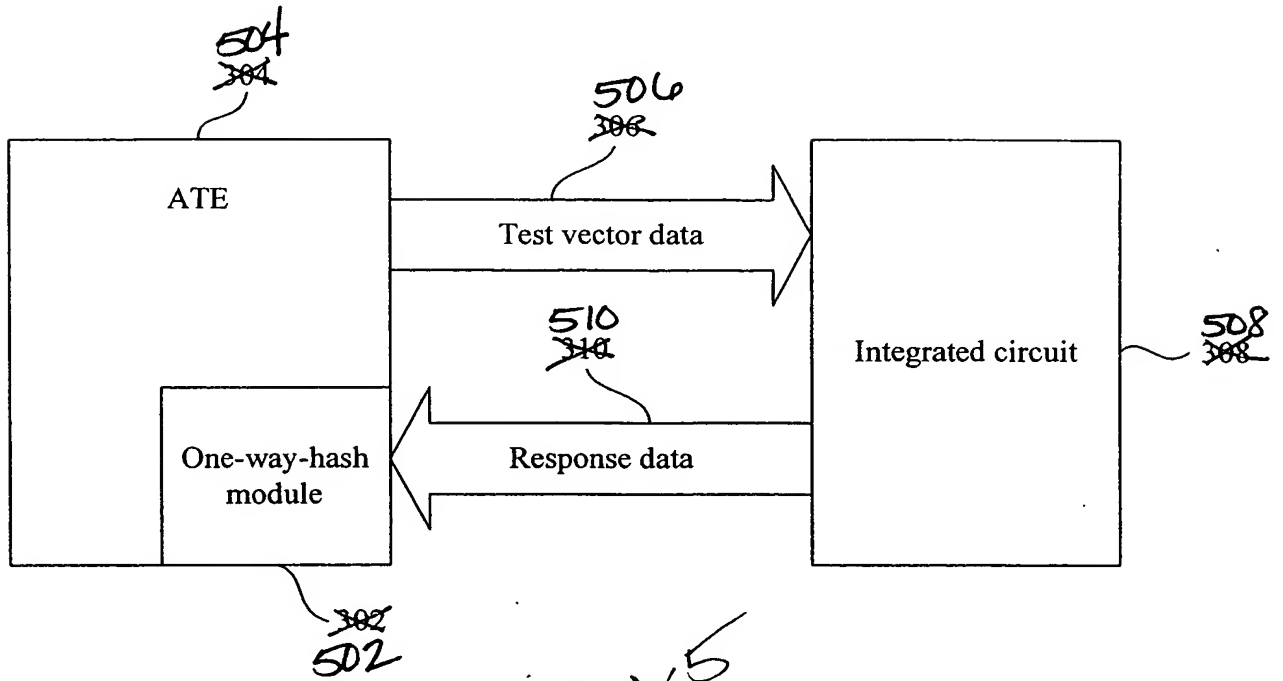 504
304
506
306
ATE
Test vector data
510
310
Integrated circuit
508
308
One-way-hash
module
Response data
302
502
5